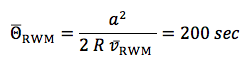 Θ̅_RWM = a² / (2 R v̅_RWM) = 200 sec